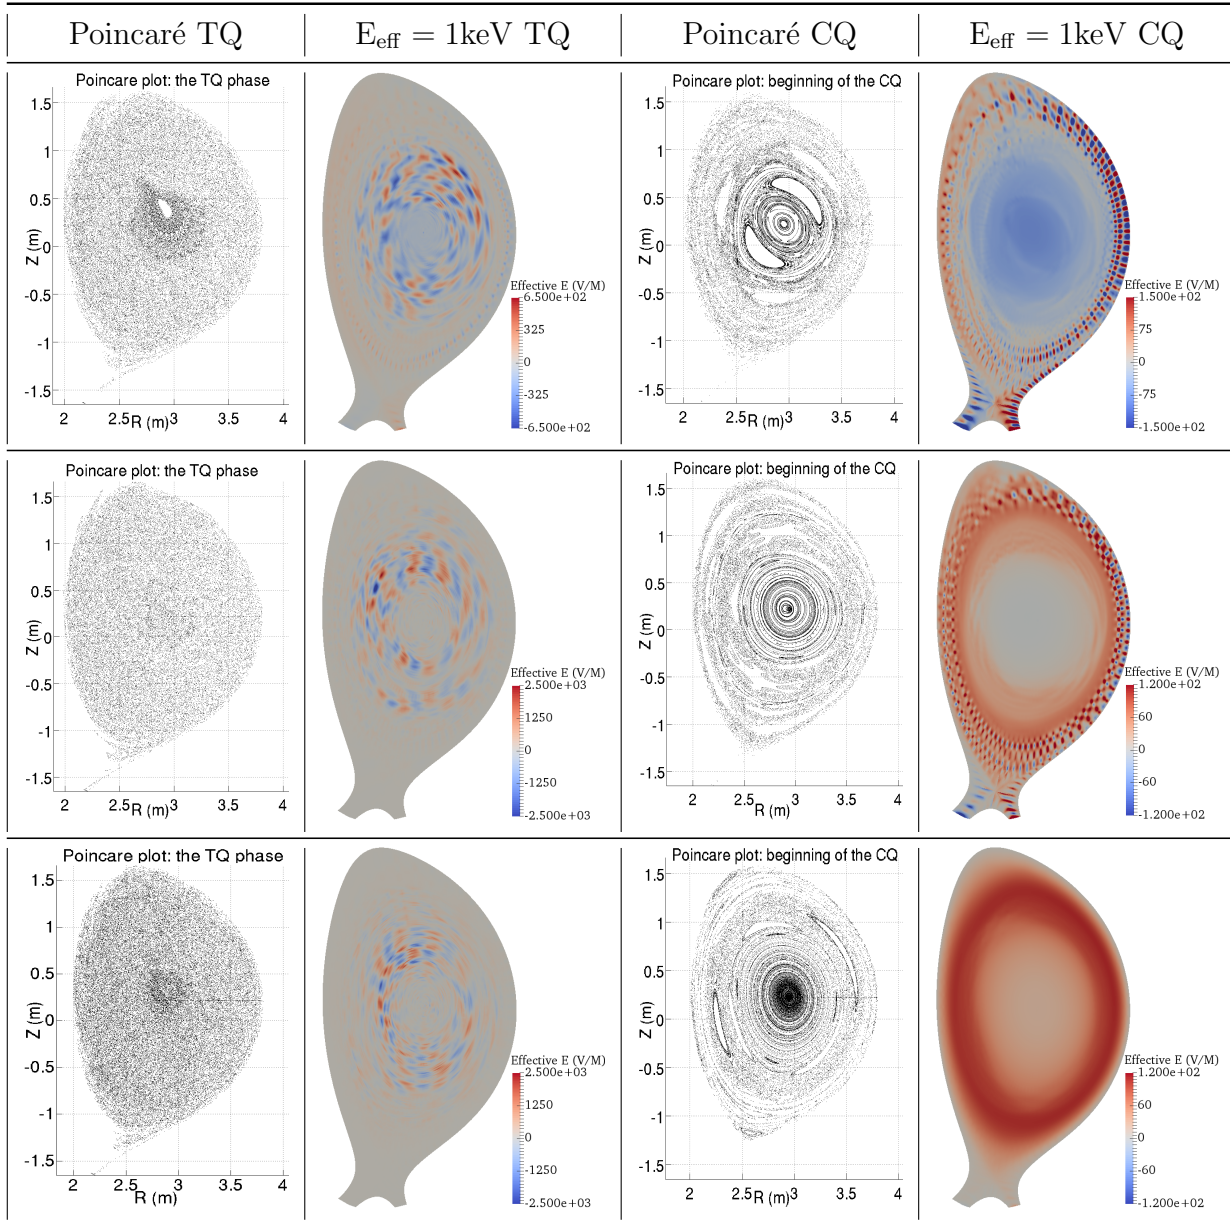 Poincaré TQ E_eff = 1keV TQ Poincaré CQ E_eff = 1keV CQ
Poincare plot: the TQ phase
1.5
1
0.5
0
-0.5
-1
-1.5
Z (m)
2 2.5 3 3.5 4
R (m)
Effective E (V/M)
6.500e+02
325
0
-325
-6.500e+02
Poincare plot: beginning of the CQ
1.5
1
0.5
0
-0.5
-1
-1.5
Z (m)
2 2.5 3 3.5 4
R (m)
Effective E (V/M)
1.500e+02
75
0
-75
-1.500e+02
Poincare plot: the TQ phase
1.5
1
0.5
0
-0.5
-1
-1.5
Z (m)
2 2.5 3 3.5 4
R (m)
Effective E (V/M)
2.500e+03
1250
0
-1250
-2.500e+03
Poincare plot: beginning of the CQ
1.5
1
0.5
0
-0.5
-1
-1.5
Z (m)
2 2.5 3 3.5 4
R (m)
Effective E (V/M)
1.200e+02
60
0
-60
-1.200e+02
Poincare plot: the TQ phase
1.5
1
0.5
0
-0.5
-1
-1.5
Z (m)
2 2.5 3 3.5 4
R (m)
Effective E (V/M)
2.500e+03
1250
0
-1250
-2.500e+03
Poincare plot: beginning of the CQ
1.5
1
0.5
0
-0.5
-1
-1.5
Z (m)
2 2.5 3 3.5 4
R (m)
Effective E (V/M)
1.200e+02
60
0
-60
-1.200e+02